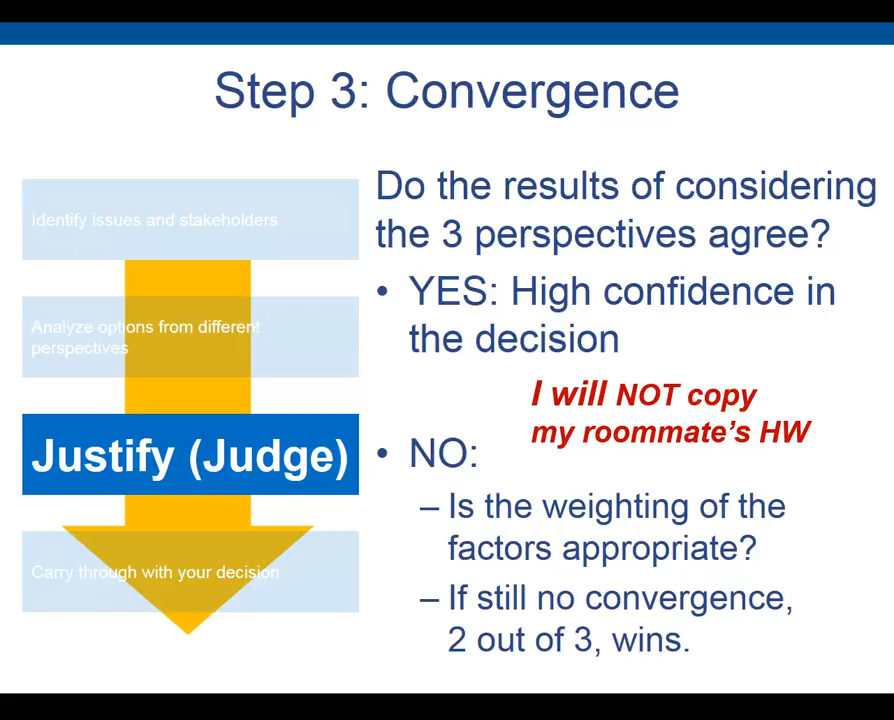 Step 3: Convergence
Identify issues and stakeholders
Analyze options from different
perspectives
Justify (Judge)
Carry through with your decision
Do the results of considering
the 3 perspectives agree?
• YES: High confidence in
the decision
I will NOT copy
my roommate's HW
• NO:
– Is the weighting of the
factors appropriate?
– If still no convergence,
2 out of 3, wins.